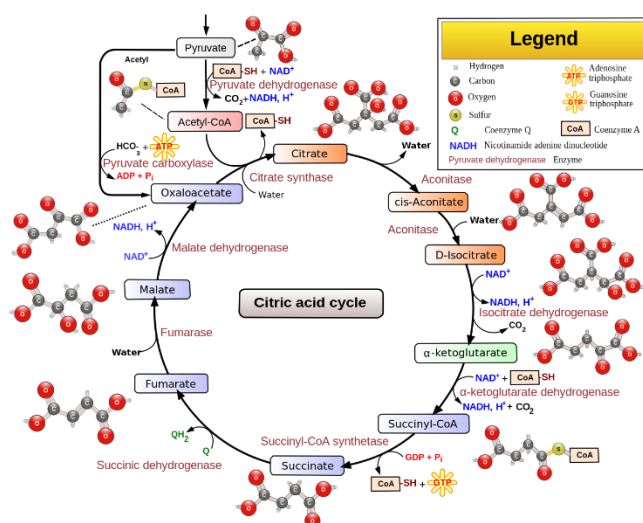 Pyruvate
CoA-SH + NAD+
Pyruvate dehydrogenase
CO2+NADH, H+
Acetyl
S CoA
Acetyl-CoA
CoA-SH
HCO3- + ATP
Pyruvate carboxylase
ADP + Pi
Citrate
Citrate synthase
Water
Oxaloacetate
Water
Aconitase
cis-Aconitate
Water
Aconitase
D-Isocitrate
NAD+
NADH, H+
Isocitrate dehydrogenase
CO2
α-ketoglutarate
NAD+ + CoA-SH
α-ketoglutarate dehydrogenase
NADH, H+ + CO2
Succinyl-CoA
S CoA
Succinyl-CoA synthetase
GDP + Pi
CoA-SH + GTP
Succinate
QH2
Q
Succinic dehydrogenase
Fumarate
Water
Fumarase
Malate
NAD+
Malate dehydrogenase
NADH, H+
Citric acid cycle
Legend
Hydrogen
C Carbon
O Oxygen
S Sulfur
Q Coenzyme Q
NADH Nicotinamide adenine dinucleotide
Pyruvate dehydrogenase Enzyme
ATP Adenosine
triphosphate
GTP Guanosine
triphosphate
CoA Coenzyme A